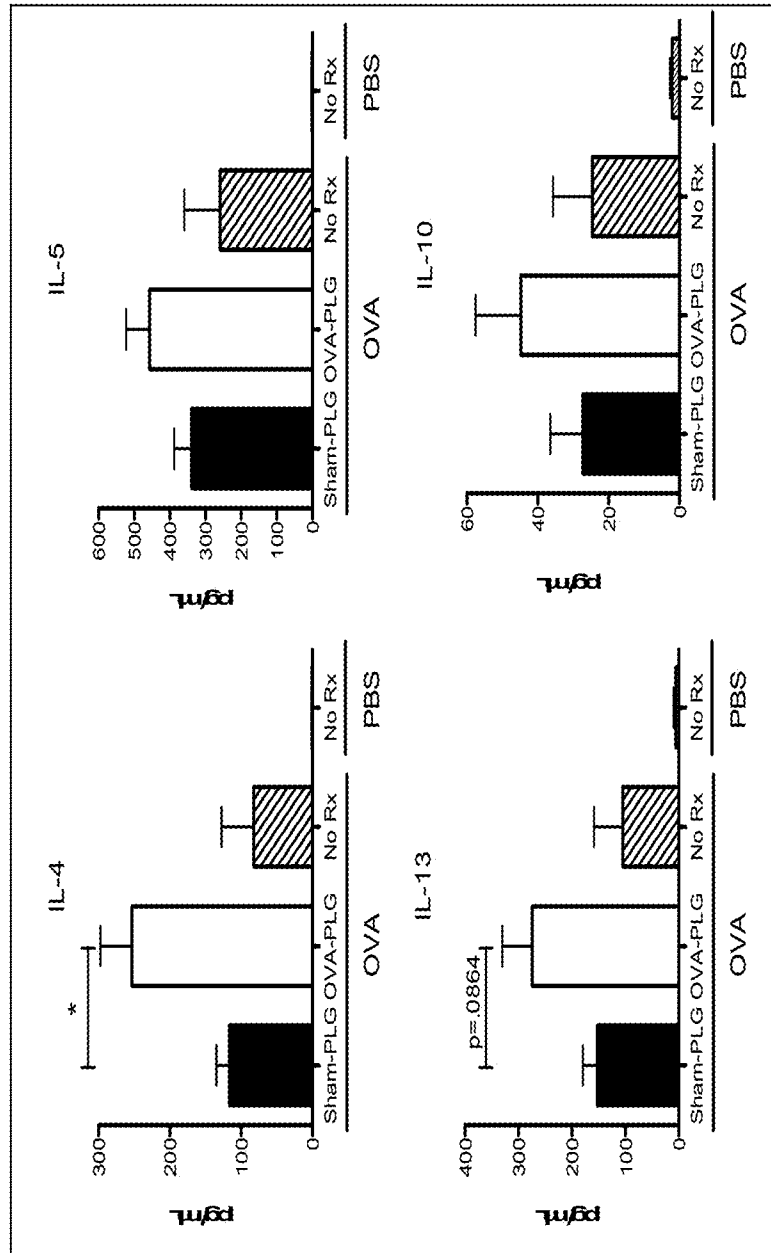 IL-4
300
200
100
0
pg/mL
*
Sham-PLG OVA-PLG No Rx No Rx
OVA PBS
IL-5
600
500
400
300
200
100
0
pg/mL
Sham-PLG OVA-PLG No Rx No Rx
OVA PBS
IL-13
400
300
200
100
0
pg/mL
p=.0864
Sham-PLG OVA-PLG No Rx No Rx
OVA PBS
IL-10
60
40
20
0
pg/mL
Sham-PLG OVA-PLG No Rx No Rx
OVA PBS